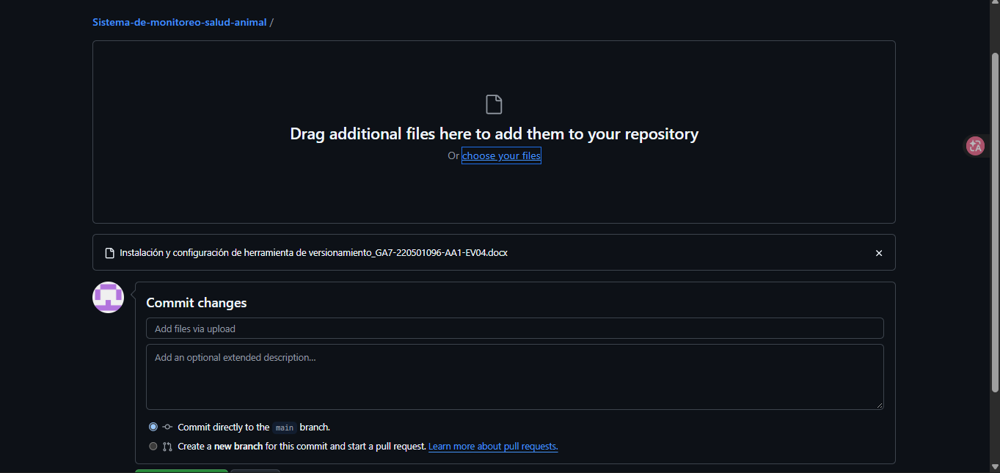 Sistema-de-monitoreo-salud-animal /
Drag additional files here to add them to your repository
Or choose your files
Instalación y configuración de herramienta de versionamiento_GA7-220501096-AA1-EV04.docx
Commit changes
Add files via upload
Add an optional extended description...
Commit directly to the main branch.
Create a new branch for this commit and start a pull request. Learn more about pull requests.